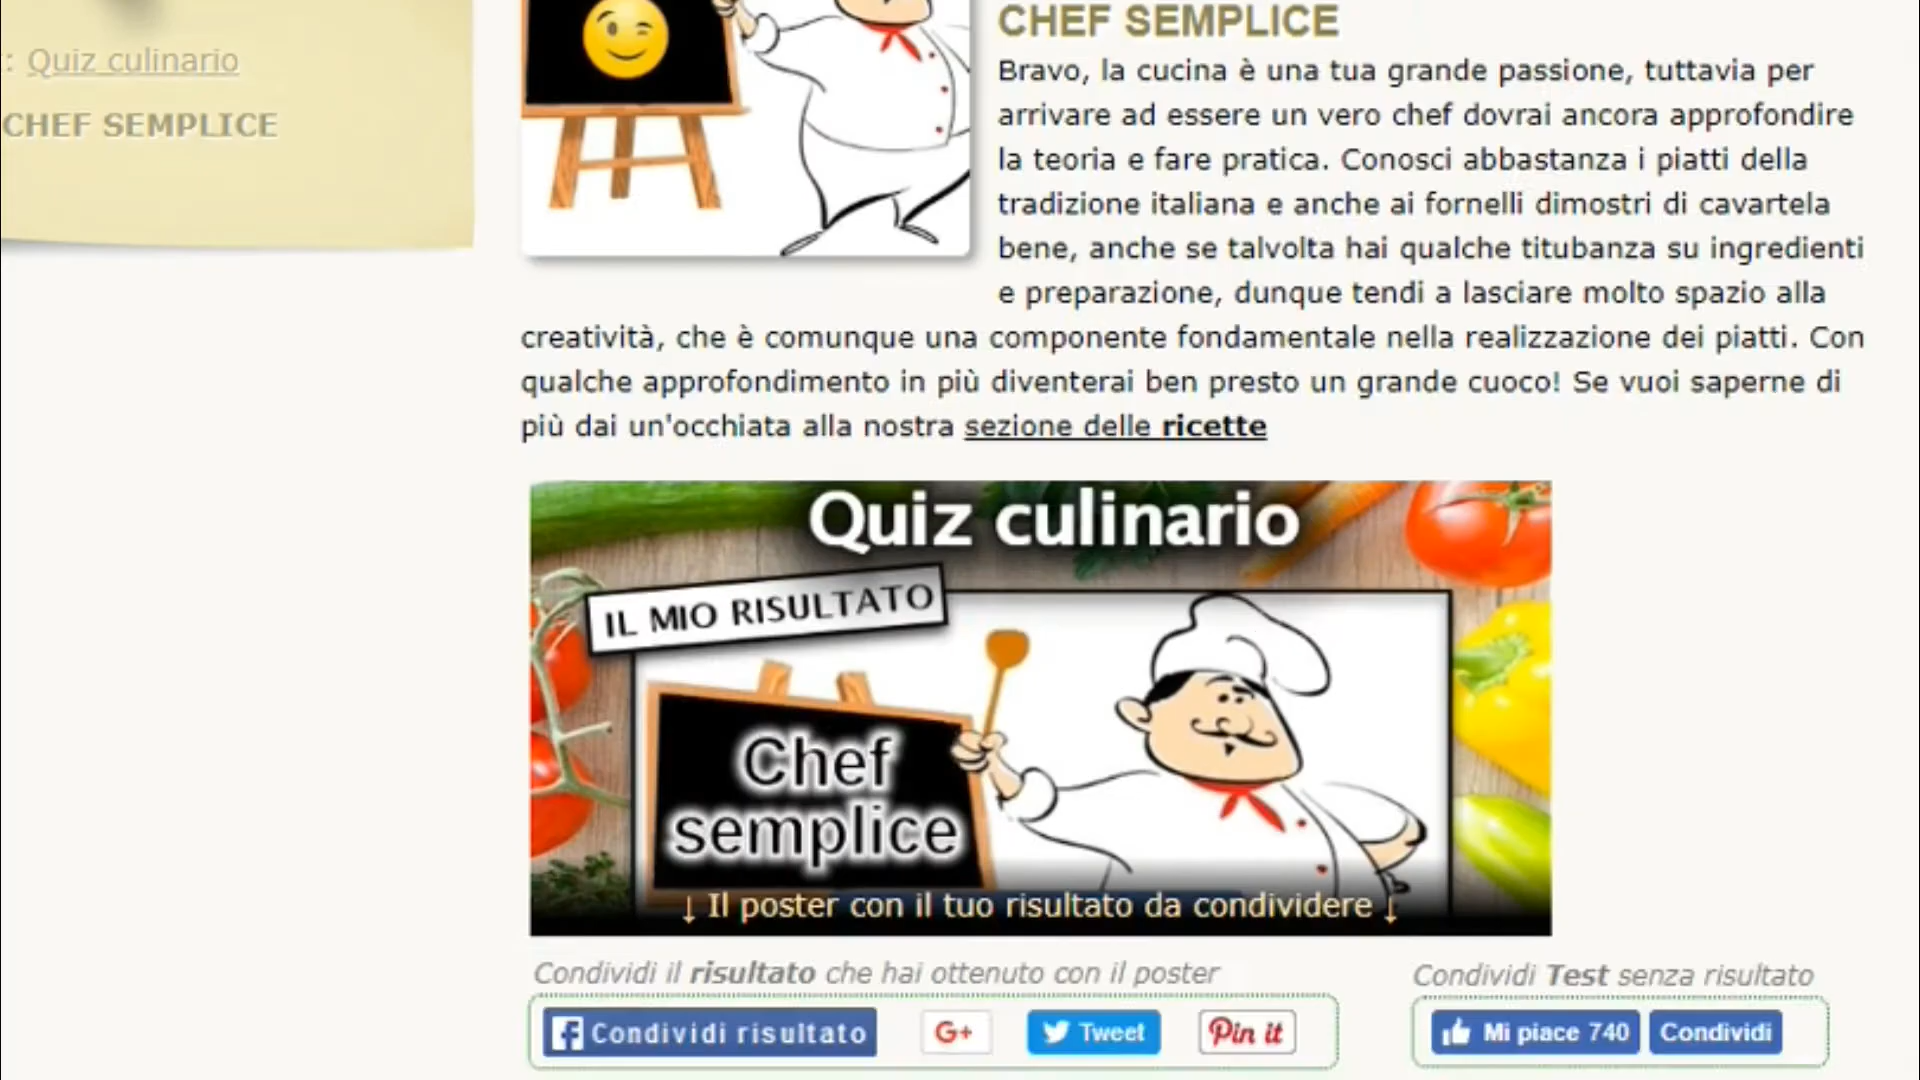 : Quiz culinario
CHEF SEMPLICE
CHEF SEMPLICE
Bravo, la cucina è una tua grande passione, tuttavia per
arrivare ad essere un vero chef dovrai ancora approfondire
la teoria e fare pratica. Conosci abbastanza i piatti della
tradizione italiana e anche ai fornelli dimostri di cavartela
bene, anche se talvolta hai qualche titubanza su ingredienti
e preparazione, dunque tendi a lasciare molto spazio alla
creatività, che è comunque una componente fondamentale nella realizzazione dei piatti. Con
qualche approfondimento in più diventerai ben presto un grande cuoco! Se vuoi saperne di
più dai un'occhiata alla nostra sezione delle ricette
Quiz culinario
IL MIO RISULTATO
Chef
semplice
↓ Il poster con il tuo risultato da condividere ↓
Condividi il risultato che hai ottenuto con il poster
Condividi Test senza risultato
Condividi risultato
G+
Tweet
Pin it
Mi piace 740
Condividi